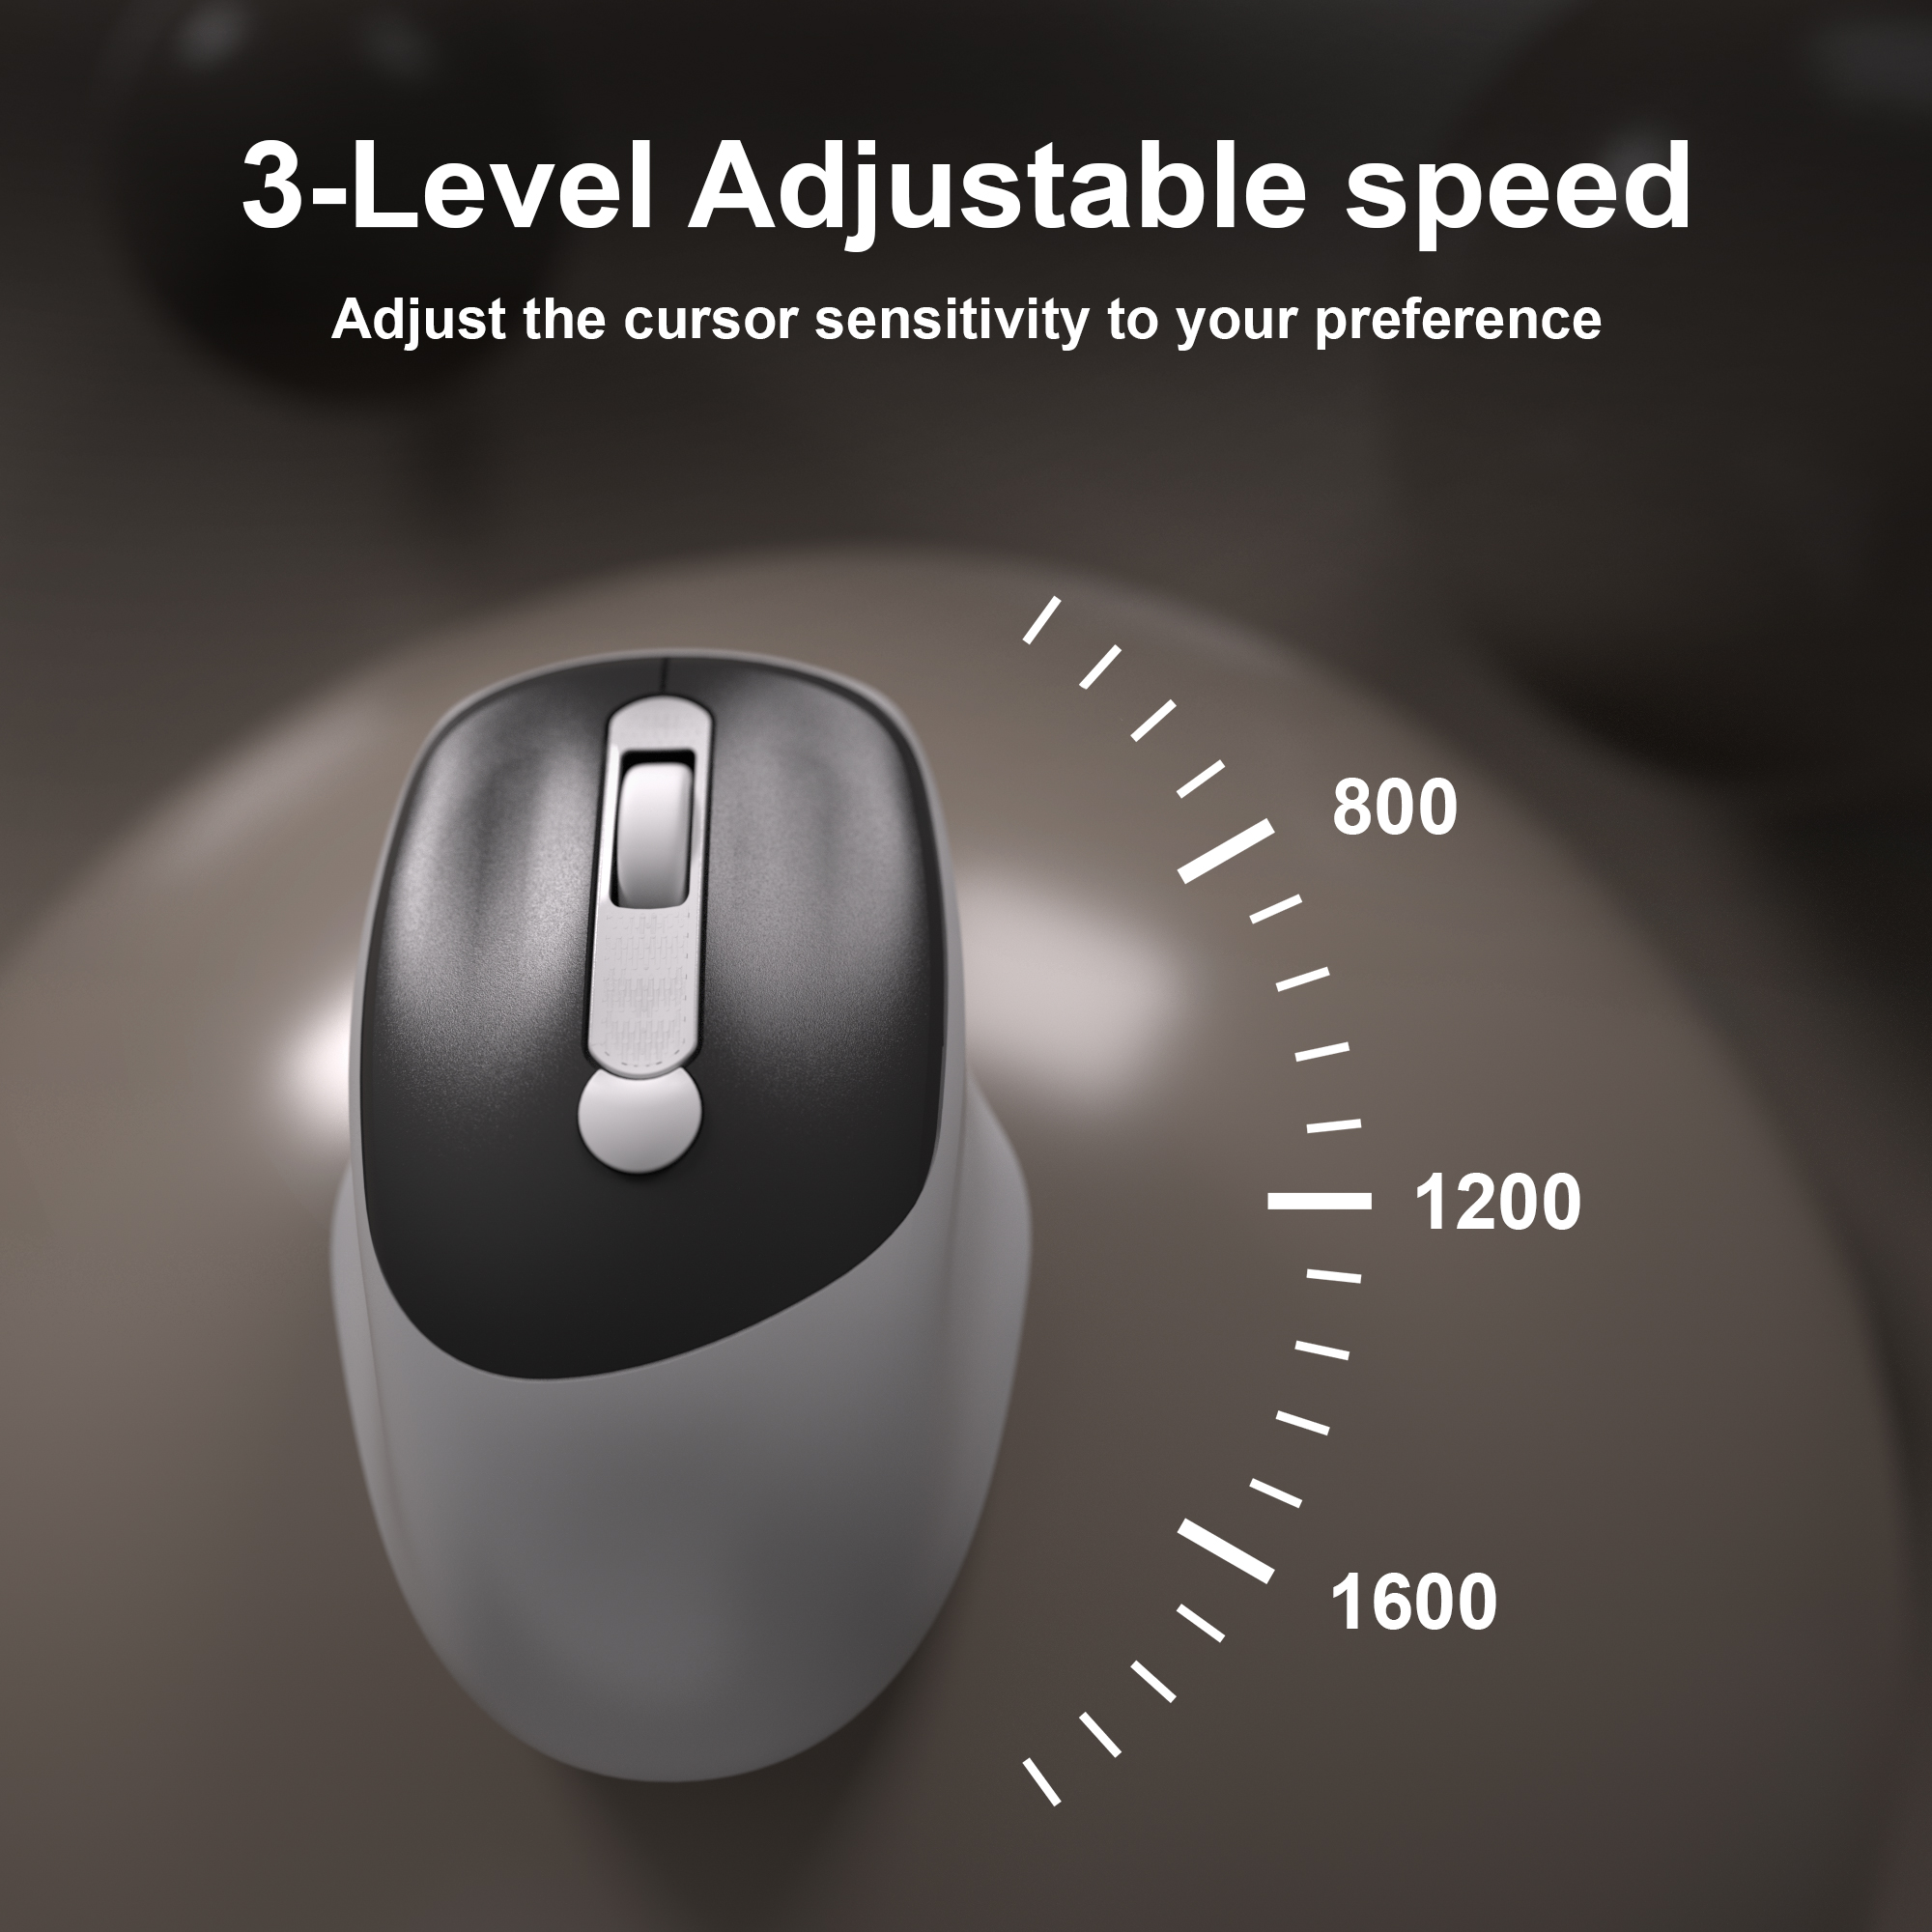 3-Level Adjustable speed
Adjust the cursor sensitivity to your preference
800
1200
1600